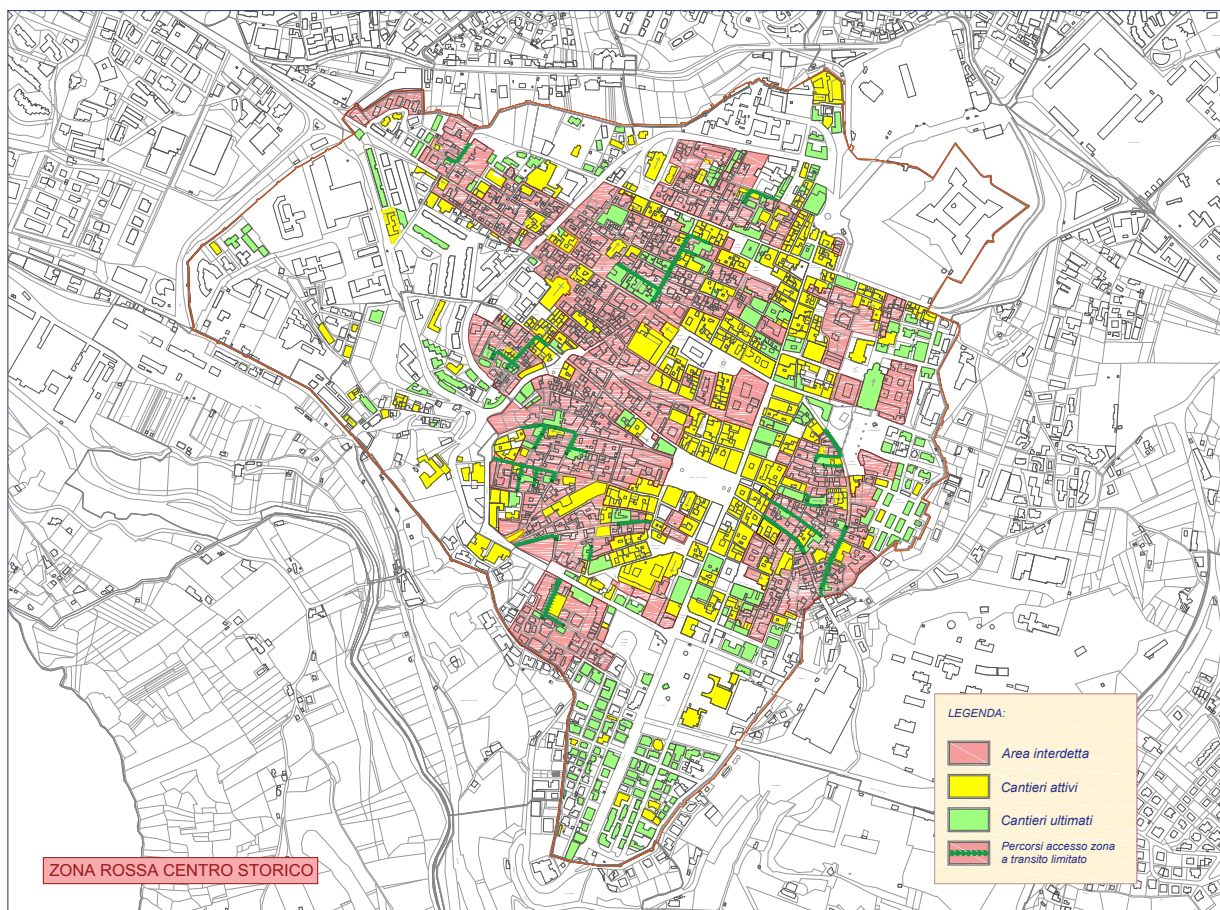 LEGENDA:
Area interdetta
Cantieri attivi
Cantieri ultimati
Percorsi accesso zona
a transito limitato
ZONA ROSSA CENTRO STORICO